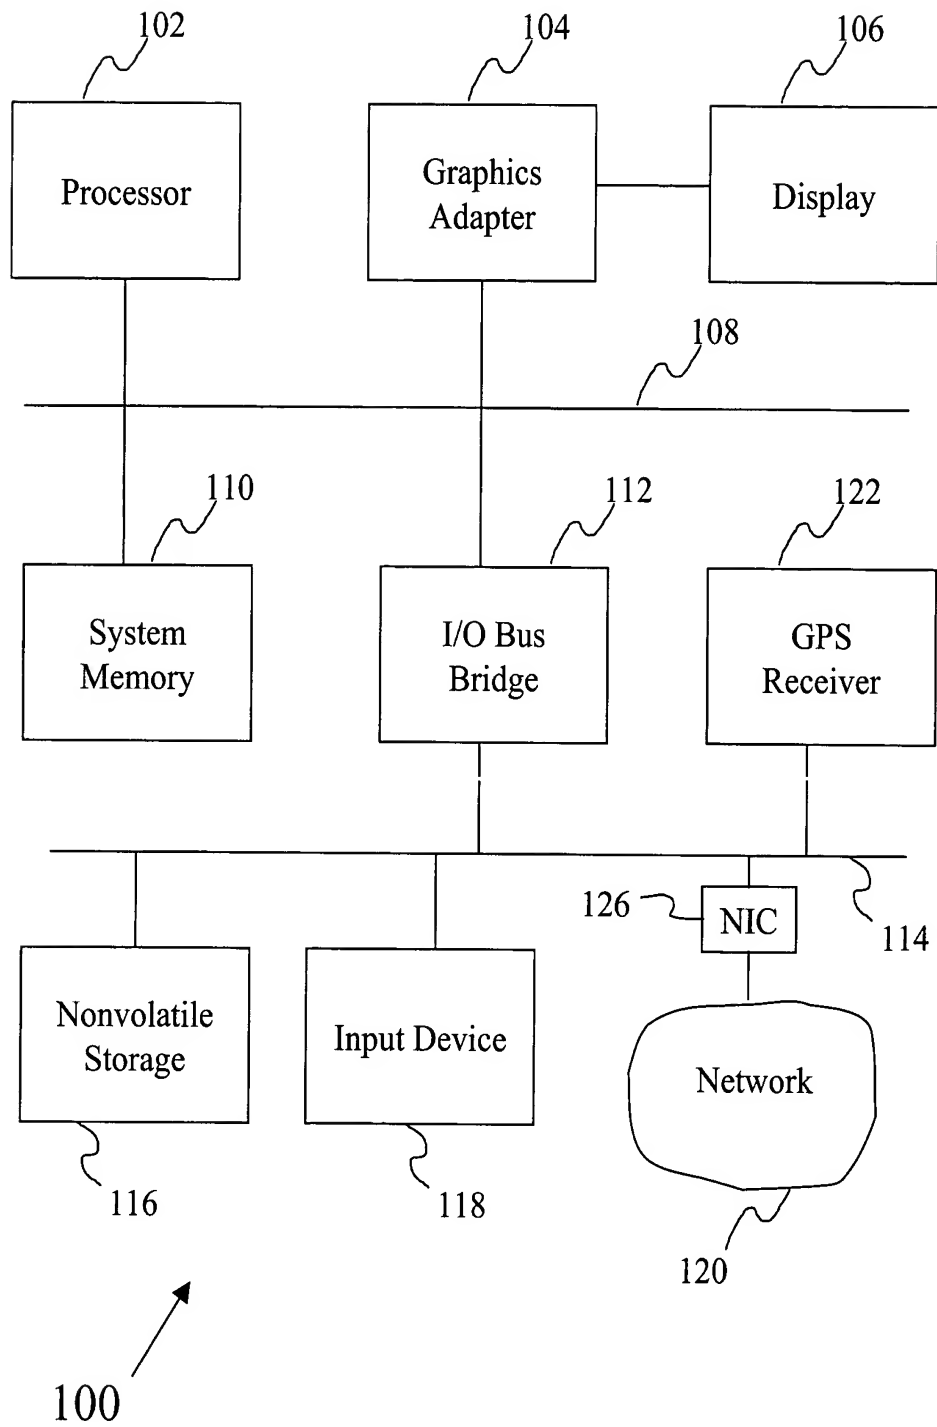 102
104
106
Processor
Graphics
Adapter
Display
108
110
112
122
System
Memory
I/O Bus
Bridge
GPS
Receiver
126
NIC
114
Nonvolatile
Storage
Input Device
Network
116
118
120
100